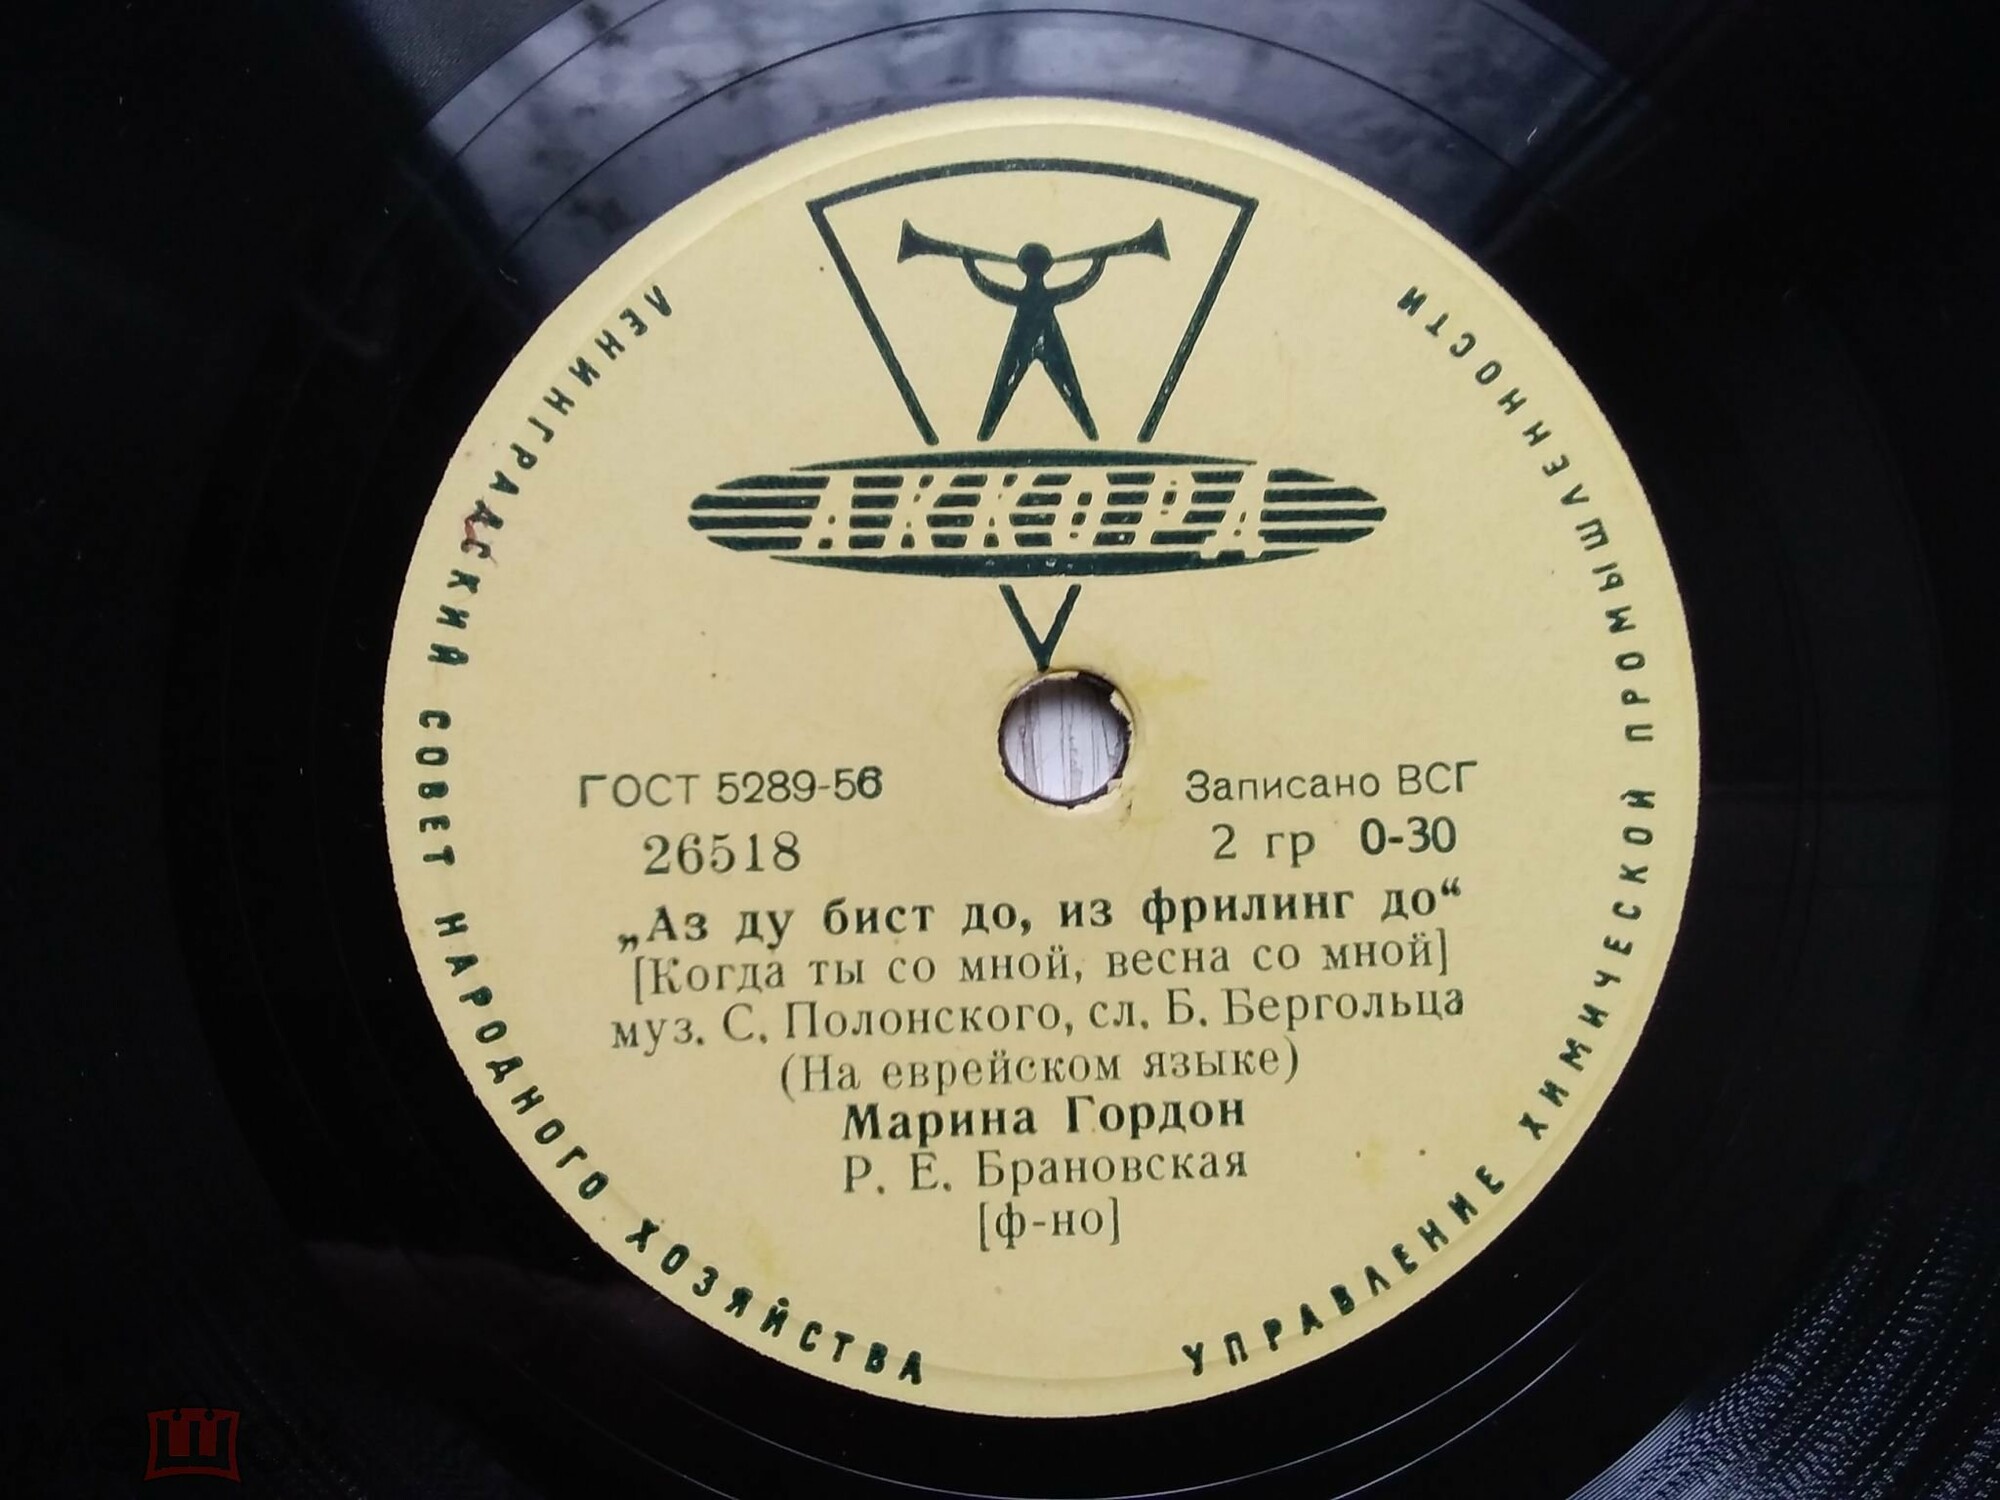 АККОРД
ЛЕНИНГРАДСКИЙ СОВЕТ НАРОДНОГО ХОЗЯЙСТВА
УПРАВЛЕНИЕ ХИМИЧЕСКОЙ ПРОМЫШЛЕННОСТИ
ГОСТ 5289-56
Записано ВСГ
26518
2 гр 0-30
„Аз ду бист до, из фрилинг до“
[Когда ты со мной, весна со мной]
муз. С. Полонского, сл. Б. Бергольца
(На еврейском языке)
Марина Гордон
Р. Е. Брановская
[ф-но]